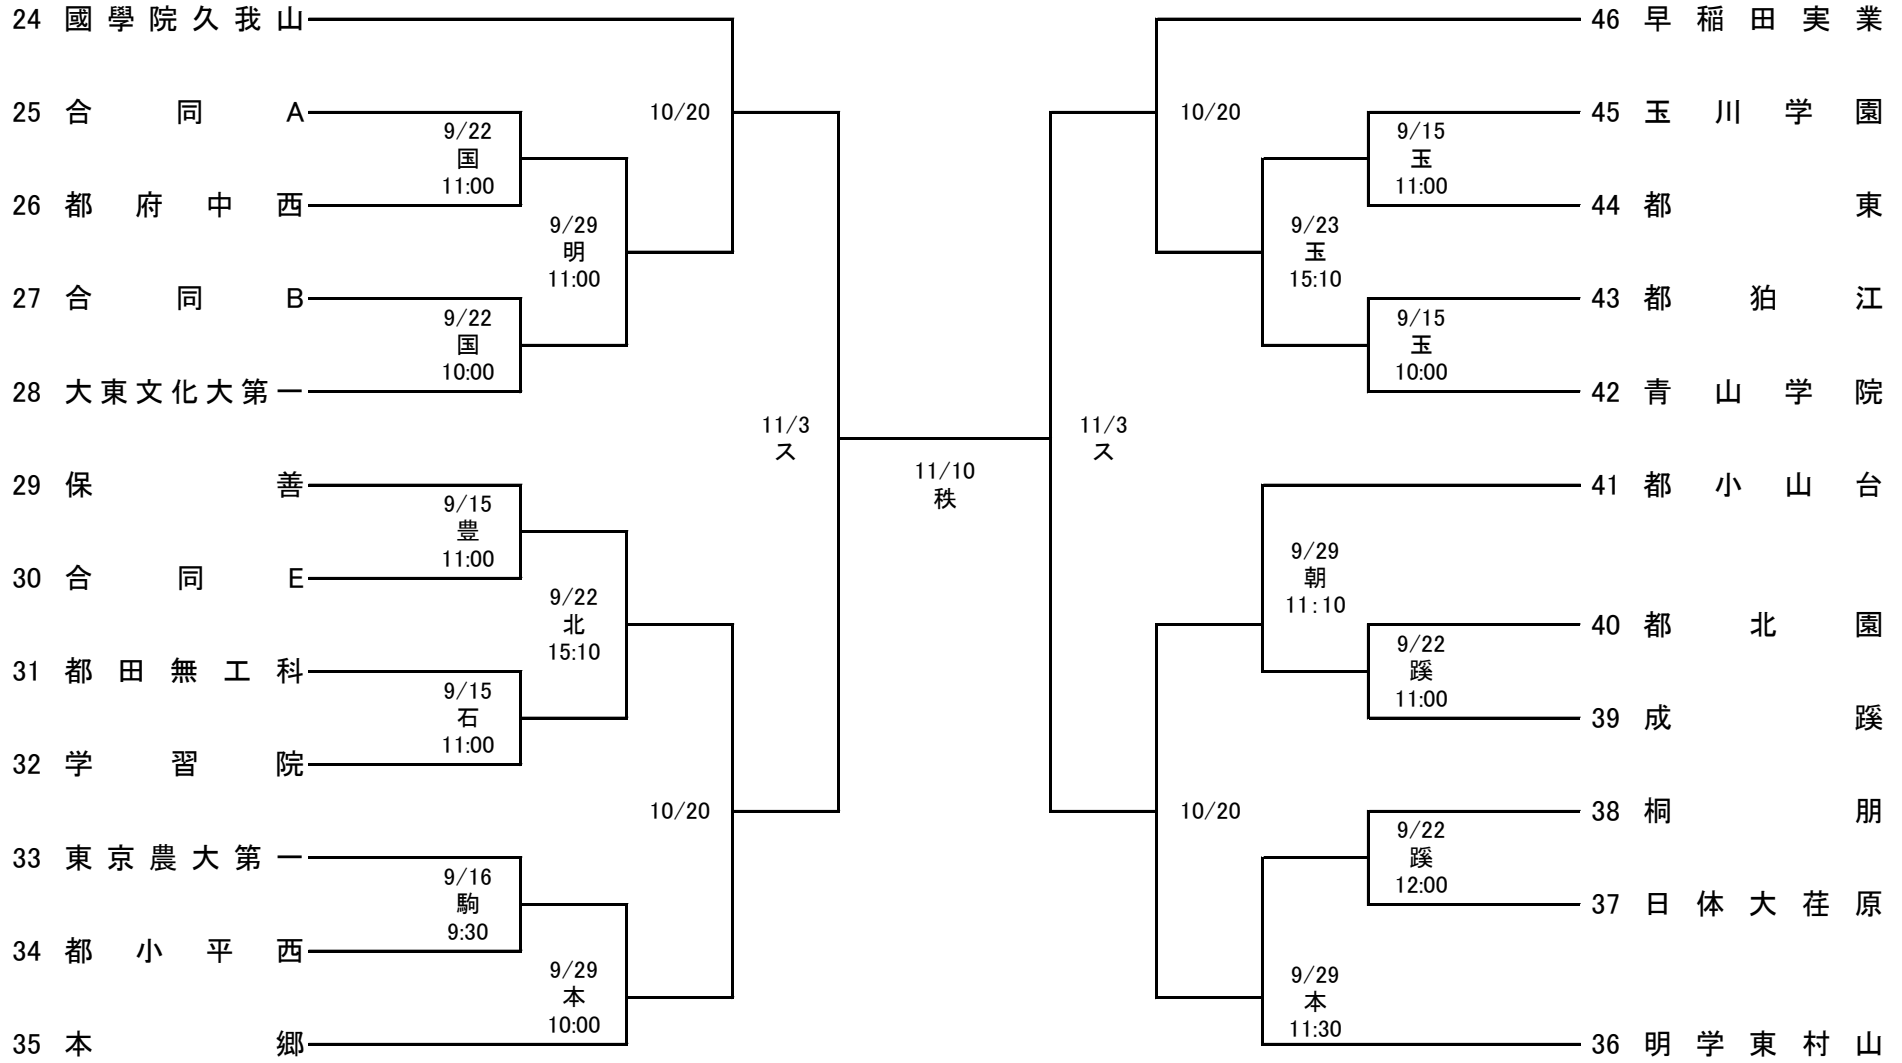 24 國學院久我山
25 合同A
9/22
国
11:00
26 都府中西
9/29
明
11:00
10/20
27 合同B
9/22
国
10:00
28 大東文化大第一
11/3
ス
29 保善
9/15
豊
11:00
30 合同E
9/22
北
15:10
31 都田無工科
9/15
石
11:00
32 学習院
10/20
33 東京農大第一
9/16
駒
9:30
34 都小平西
9/29
本
10:00
35 本郷
11/10
秩
46 早稲田実業
10/20
45 玉川学園
9/15
玉
11:00
44 都東
9/23
玉
15:10
43 都狛江
9/15
玉
10:00
42 青山学院
11/3
ス
41 都小山台
9/29
朝
11:10
40 都北園
9/22
蹊
11:00
39 成蹊
10/20
38 桐朋
9/22
蹊
12:00
37 日体大荏原
9/29
本
11:30
36 明学東村山